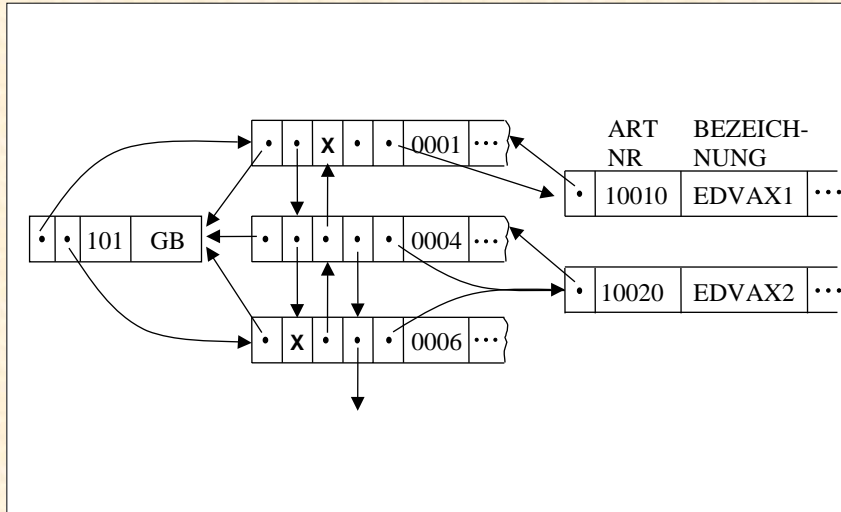 ART NR BEZEICH-NUNG
X 0001 •••
10010 EDVAX1 •••
101 GB
0004 •••
10020 EDVAX2 •••
X 0006 •••